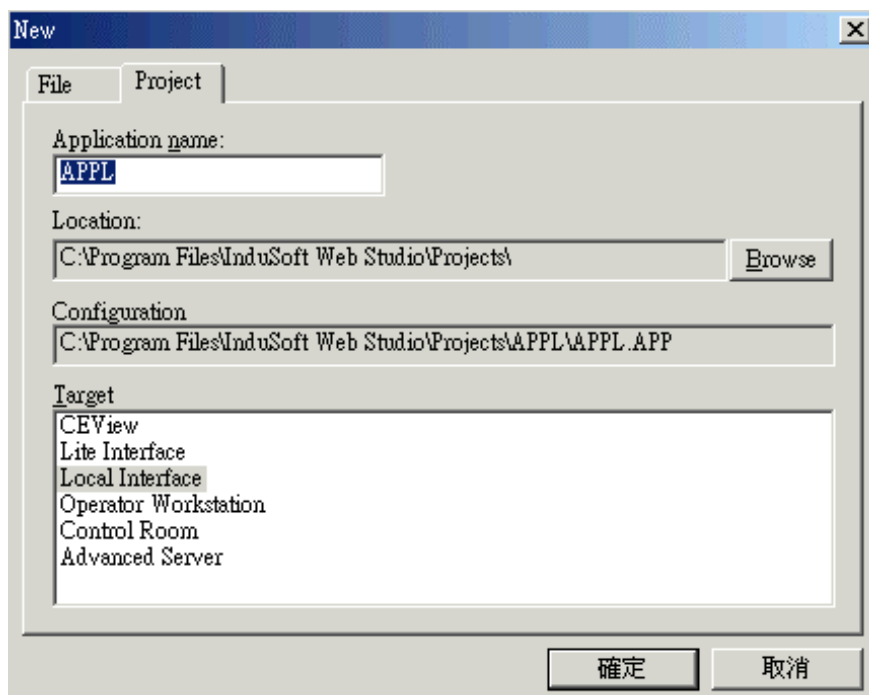 New
File
Project
Application name:
APPL
Location:
C:\Program Files\InduSoft Web Studio\Projects\
Browse
Configuration
C:\Program Files\InduSoft Web Studio\Projects\APPL\APPL.APP
Target
CEView
Lite Interface
Local Interface
Operator Workstation
Control Room
Advanced Server
確定
取消